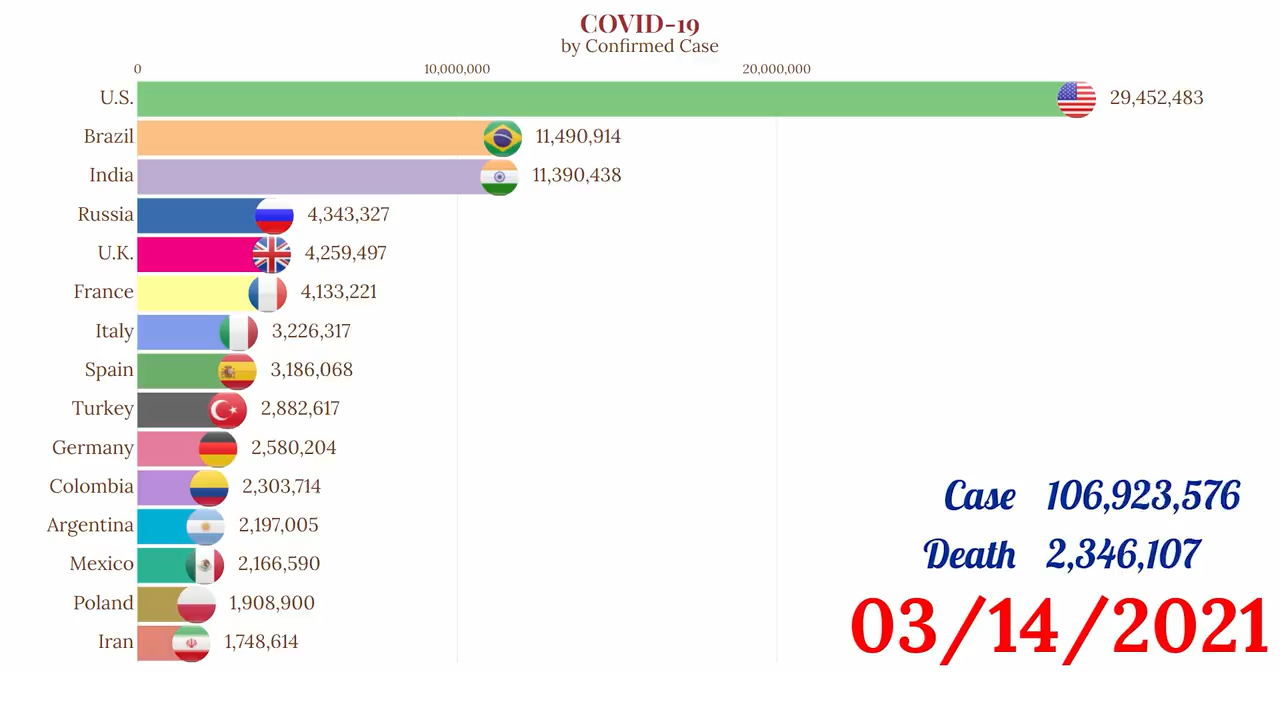 COVID-19
by Confirmed Case
0 10,000,000 20,000,000
U.S. 29,452,483
Brazil 11,490,914
India 11,390,438
Russia 4,343,327
U.K. 4,259,497
France 4,133,221
Italy 3,226,317
Spain 3,186,068
Turkey 2,882,617
Germany 2,580,204
Colombia 2,303,714
Argentina 2,197,005
Mexico 2,166,590
Poland 1,908,900
Iran 1,748,614
Case 106,923,576
Death 2,346,107
03/14/2021